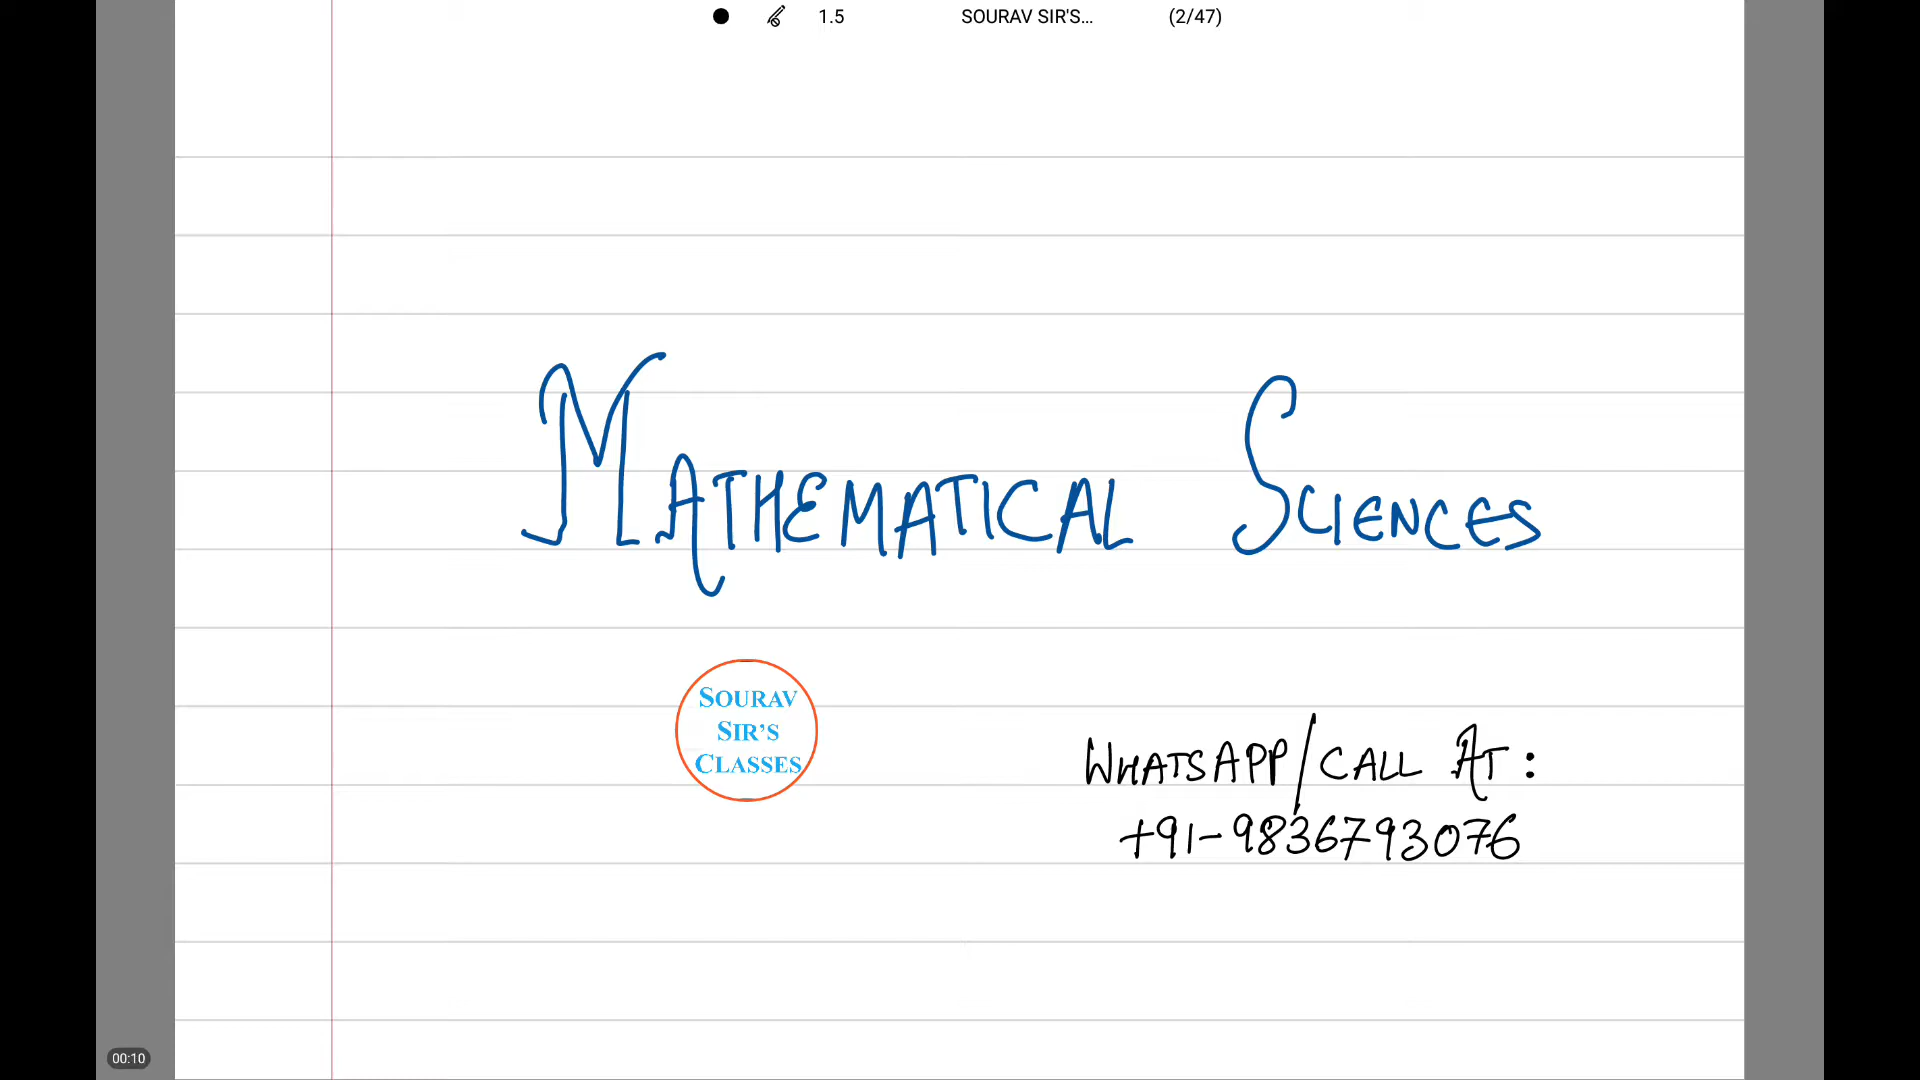 1.5 SOURAV SIR'S... (2/47)
MATHEMATICAL SCIENCES
SOURAV
SIR'S
CLASSES
WHATSAPP/CALL AT:
+91-9836793076
00:10